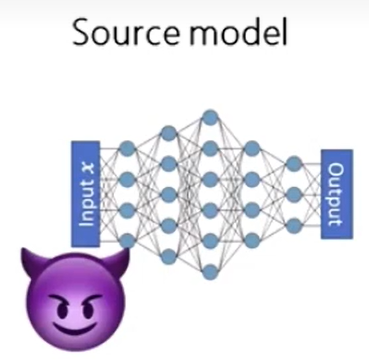 Source model
Input x
Output